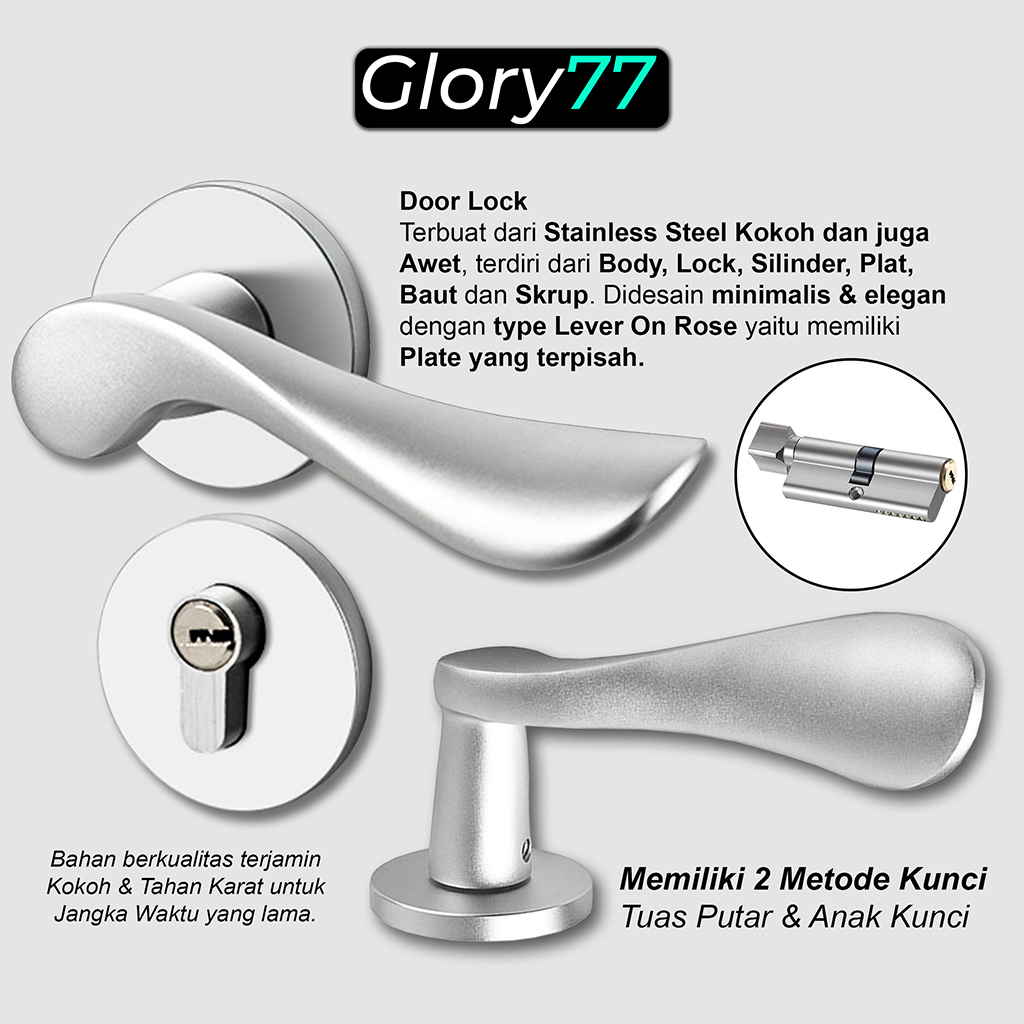 Glory77
Door Lock
Terbuat dari Stainless Steel Kokoh dan juga
Awet, terdiri dari Body, Lock, Silinder, Plat,
Baut dan Skrup. Didesain minimalis & elegan
dengan type Lever On Rose yaitu memiliki
Plate yang terpisah.
Bahan berkualitas terjamin
Kokoh & Tahan Karat untuk
Jangka Waktu yang lama.
Memiliki 2 Metode Kunci
Tuas Putar & Anak Kunci